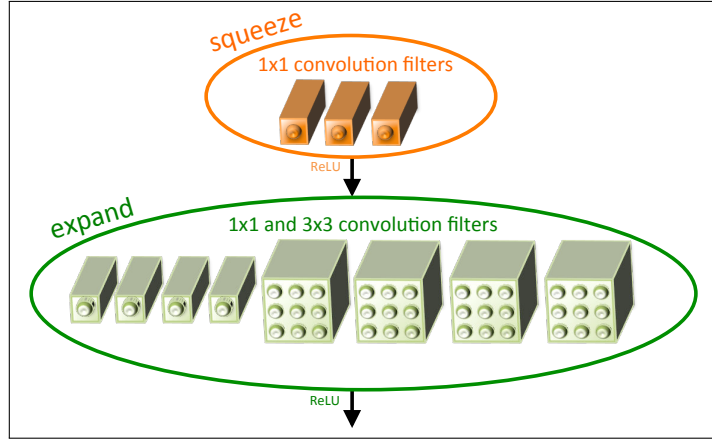 squeeze
1x1 convolution filters
ReLU
expand
1x1 and 3x3 convolution filters
ReLU